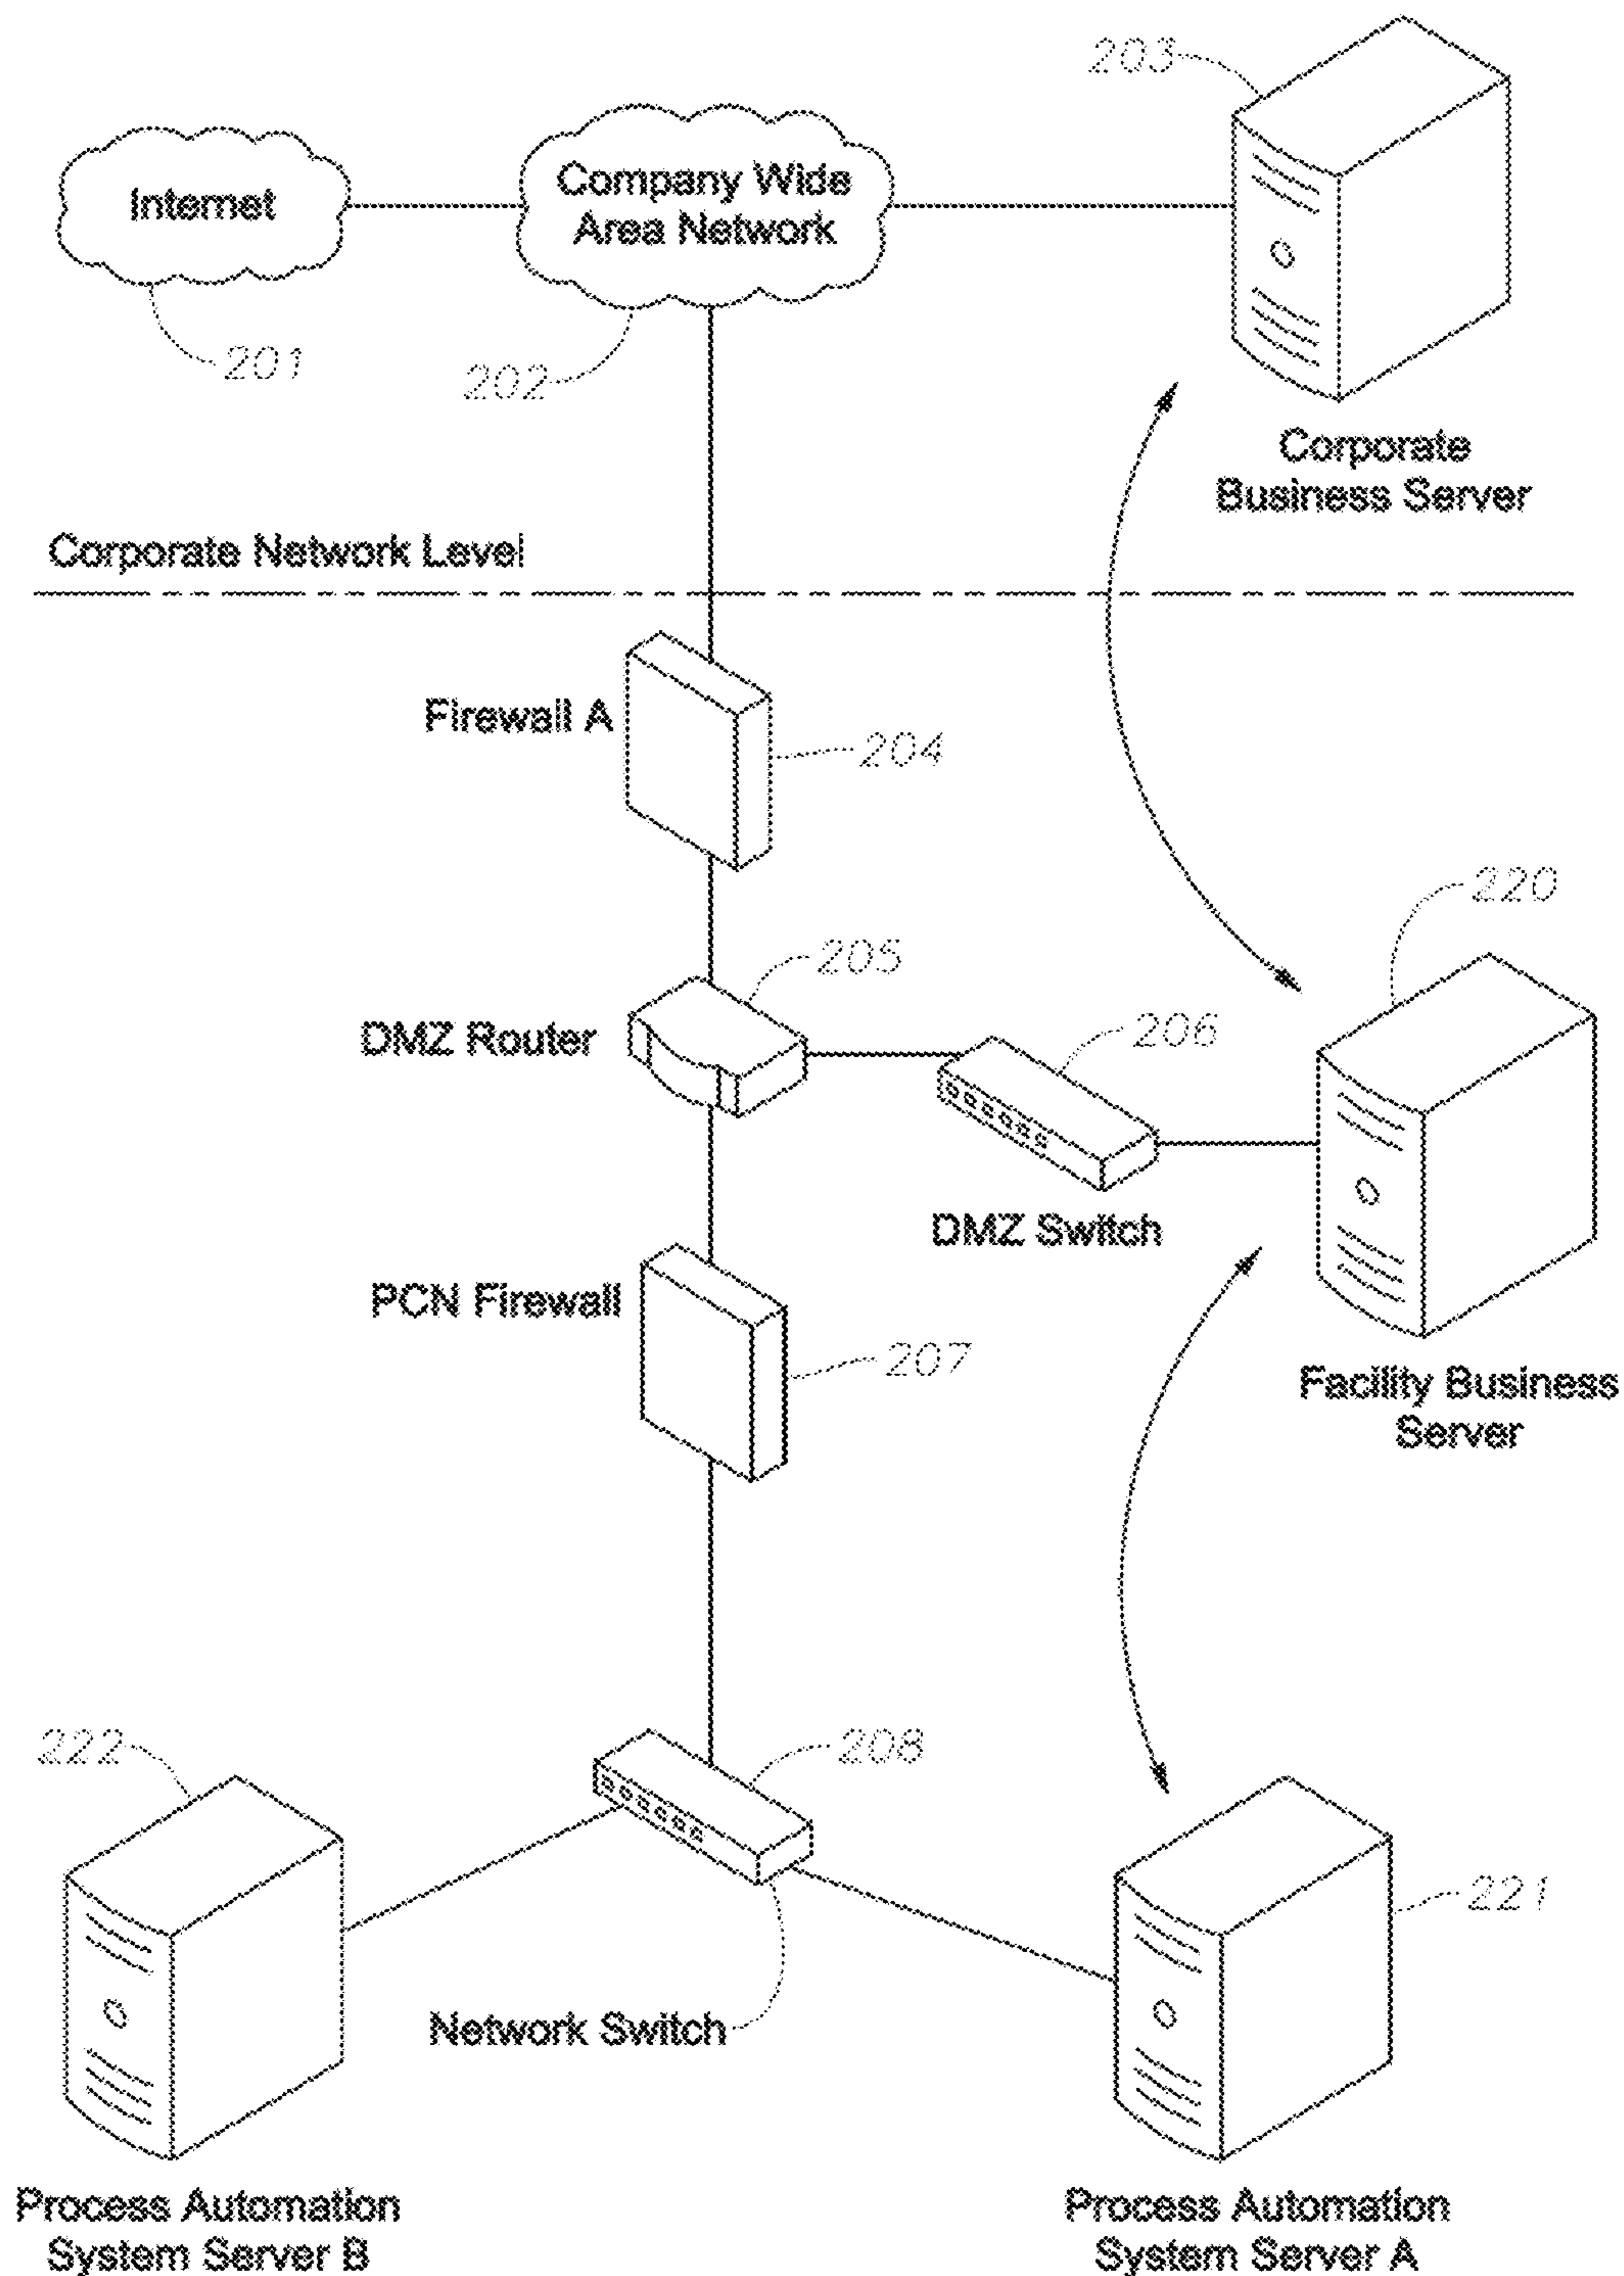 203
Internet
Company Wide
Area Network
201
202
Corporate
Business Server
Corporate Network Level
Firewall A
204
220
205
DMZ Router
206
DMZ Switch
PCN Firewall
207
Facility Business
Server
222
208
221
Network Switch
Process Automation
System Server B
Process Automation
System Server A